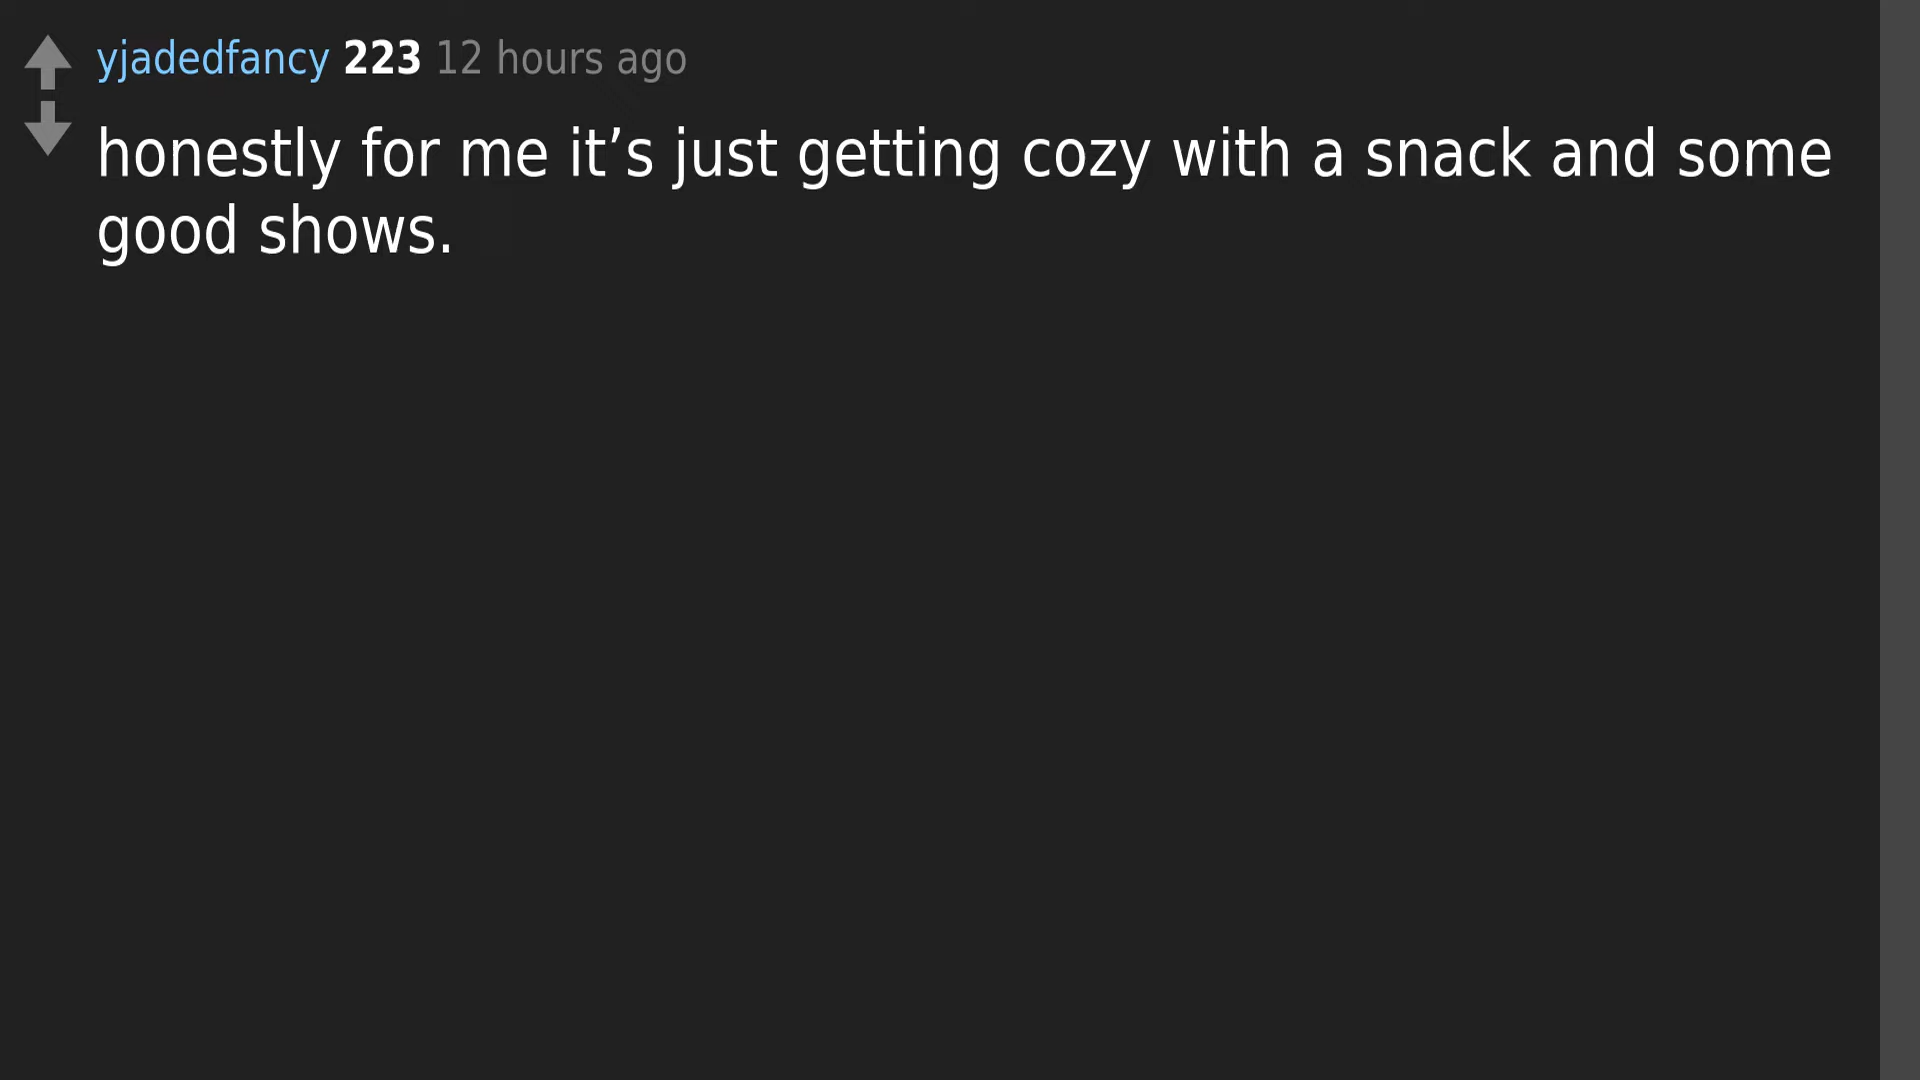 yjadedfancy 223 12 hours ago
honestly for me it’s just getting cozy with a snack and some
good shows.